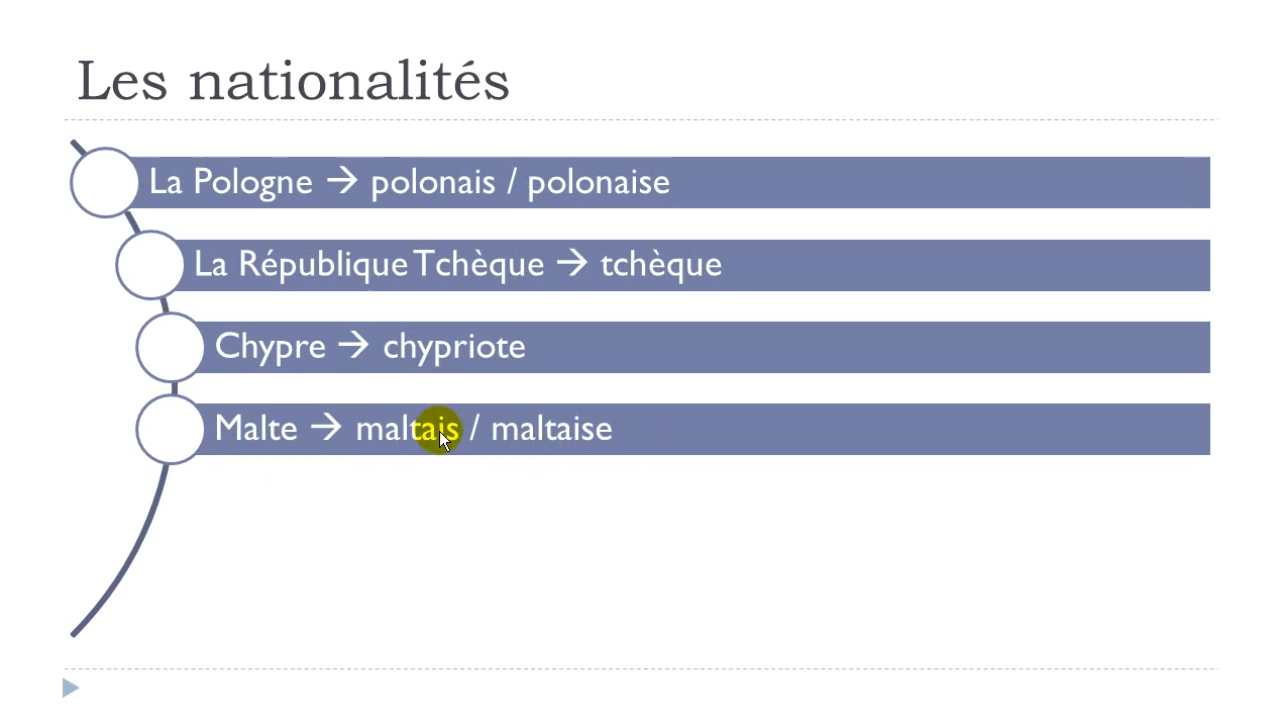 Les nationalités
La Pologne → polonais / polonaise
La République Tchèque → tchèque
Chypre → chypriote
Malte → maltais / maltaise